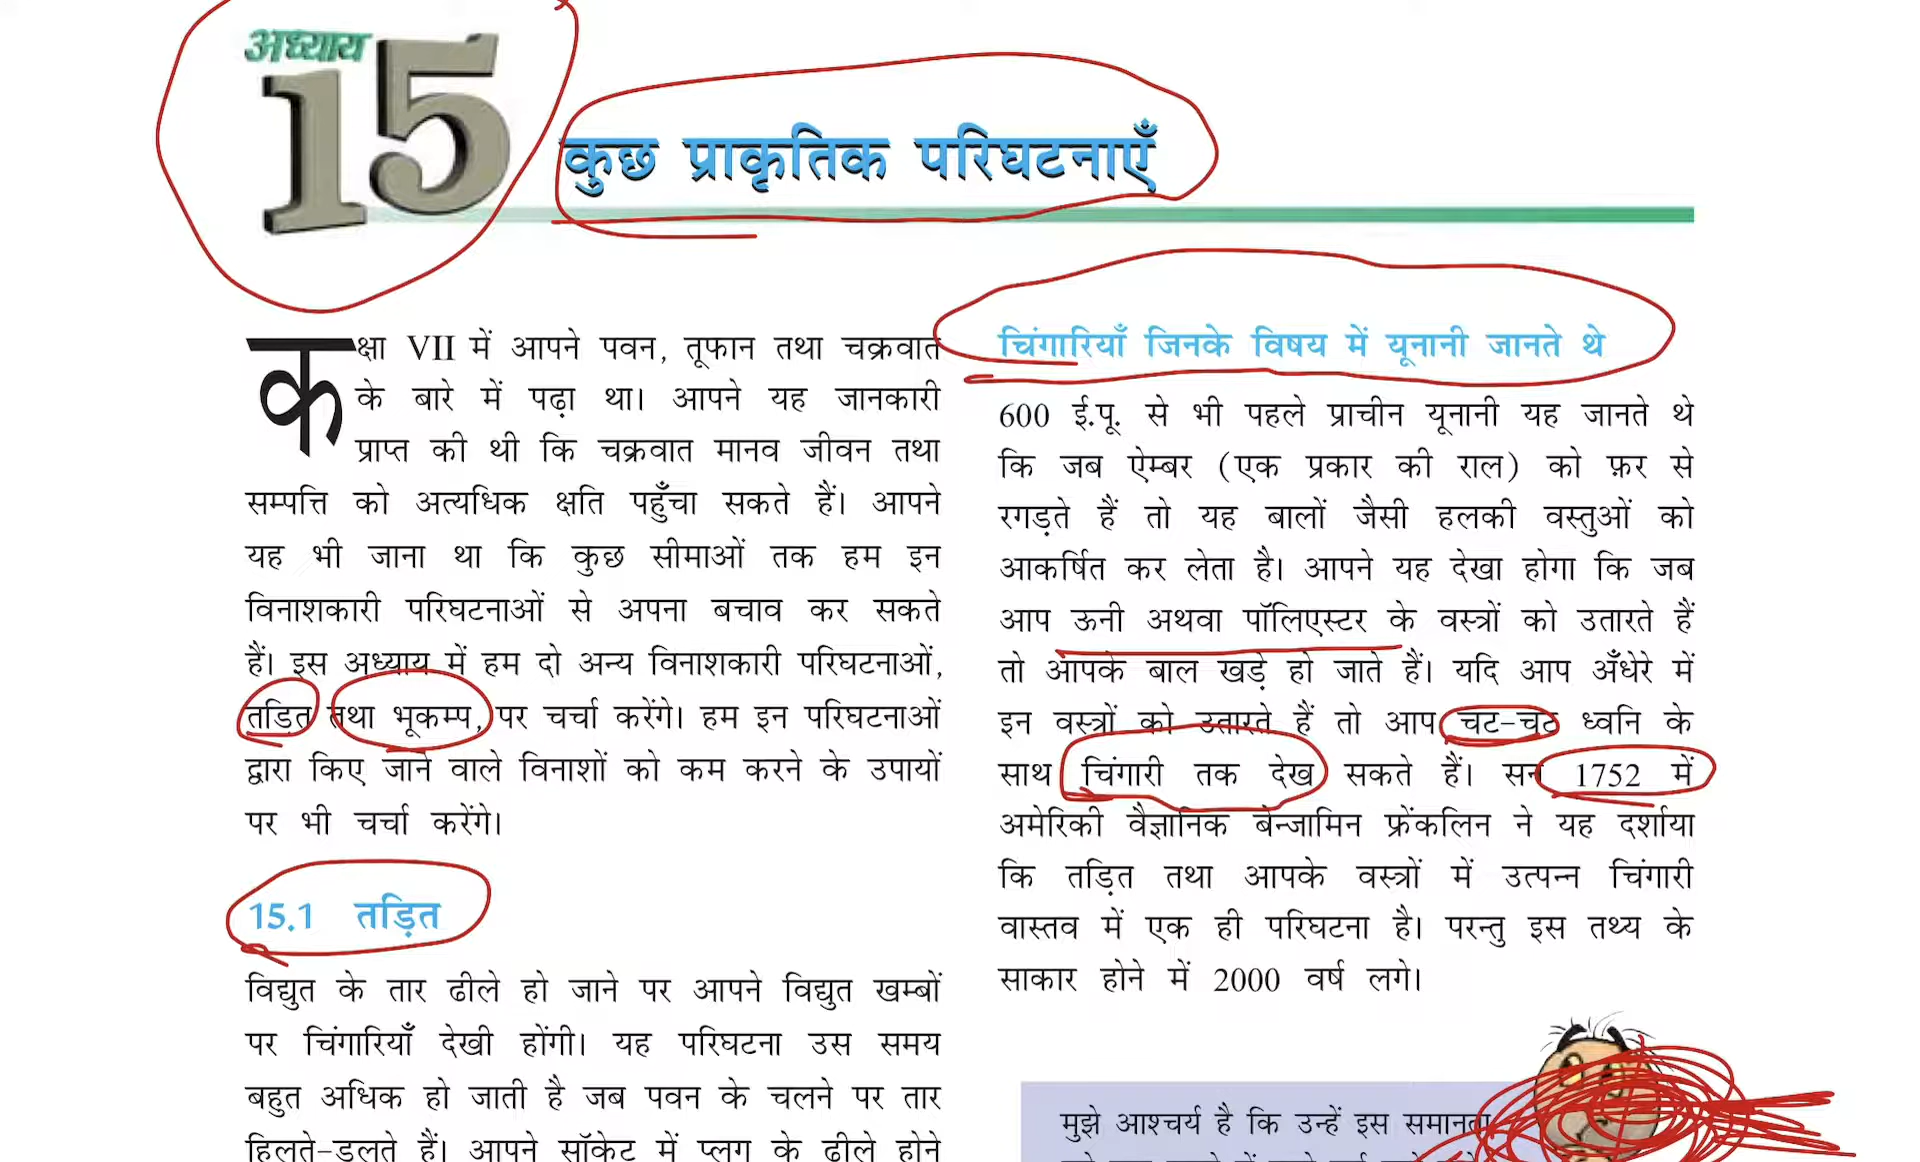 अध्याय
15
कुछ प्राकृतिक परिघटनाएँ
कक्षा VII में आपने पवन, तूफान तथा चक्रवात
के बारे में पढ़ा था। आपने यह जानकारी
प्राप्त की थी कि चक्रवात मानव जीवन तथा
सम्पत्ति को अत्यधिक क्षति पहुँचा सकते हैं। आपने
यह भी जाना था कि कुछ सीमाओं तक हम इन
विनाशकारी परिघटनाओं से अपना बचाव कर सकते
हैं। इस अध्याय में हम दो अन्य विनाशकारी परिघटनाओं,
तड़ित तथा भूकम्प, पर चर्चा करेंगे। हम इन परिघटनाओं
द्वारा किए जाने वाले विनाशों को कम करने के उपायों
पर भी चर्चा करेंगे।
15.1 तड़ित
विद्युत के तार ढीले हो जाने पर आपने विद्युत खम्बों
पर चिंगारियाँ देखी होंगी। यह परिघटना उस समय
बहुत अधिक हो जाती है जब पवन के चलने पर तार
हिलते-डुलते हैं। आपने सॉकेट में प्लग के ढीले होने
चिंगारियाँ जिनके विषय में यूनानी जानते थे
600 ई.पू. से भी पहले प्राचीन यूनानी यह जानते थे
कि जब ऐम्बर (एक प्रकार की राल) को फ़र से
रगड़ते हैं तो यह बालों जैसी हलकी वस्तुओं को
आकर्षित कर लेता है। आपने यह देखा होगा कि जब
आप ऊनी अथवा पॉलिएस्टर के वस्त्रों को उतारते हैं
तो आपके बाल खड़े हो जाते हैं। यदि आप अँधेरे में
इन वस्त्रों को उतारते हैं तो आप चट-चट ध्वनि के
साथ चिंगारी तक देख सकते हैं। सन 1752 में
अमेरिकी वैज्ञानिक बेन्जामिन फ्रेंकलिन ने यह दर्शाया
कि तड़ित तथा आपके वस्त्रों में उत्पन्न चिंगारी
वास्तव में एक ही परिघटना है। परन्तु इस तथ्य के
साकार होने में 2000 वर्ष लगे।
मुझे आश्चर्य है कि उन्हें इस समानता